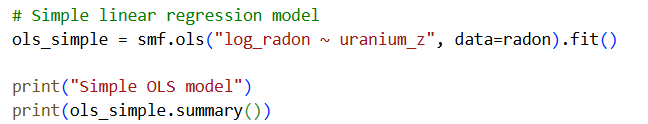 # Simple linear regression model
ols_simple = smf.ols("log_radon ~ uranium_z", data=radon).fit()
print("Simple OLS model")
print(ols_simple.summary())